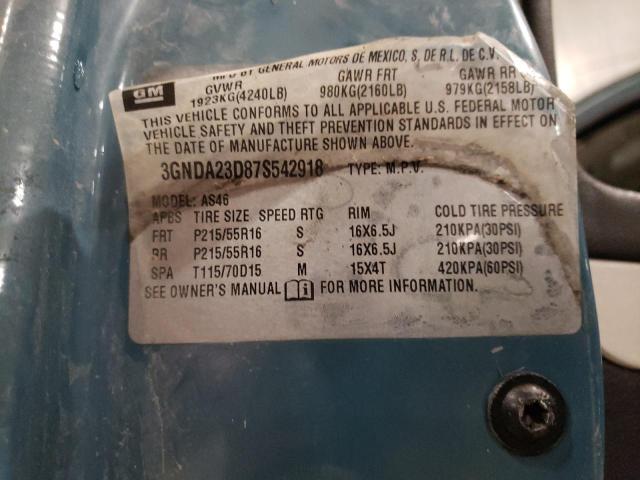 MFD BY GENERAL MOTORS DE MEXICO, S. DE R.L. DE C.V.
GM GVWR GAWR FRT GAWR RR
1923KG(4240LB) 980KG(2160LB) 979KG(2158LB)
THIS VEHICLE CONFORMS TO ALL APPLICABLE U.S. FEDERAL MOTOR
VEHICLE SAFETY AND THEFT PREVENTION STANDARDS IN EFFECT ON
THE DATE OF MANUFACTURE SHOWN ABOVE.
3GNDA23D87S542918 TYPE: M.P.V.
MODEL: AS46
APBS TIRE SIZE SPEED RTG RIM COLD TIRE PRESSURE
FRT P215/55R16 S 16X6.5J 210KPA(30PSI)
RR P215/55R16 S 16X6.5J 210KPA(30PSI)
SPA T115/70D15 M 15X4T 420KPA(60PSI)
SEE OWNER'S MANUAL FOR MORE INFORMATION.